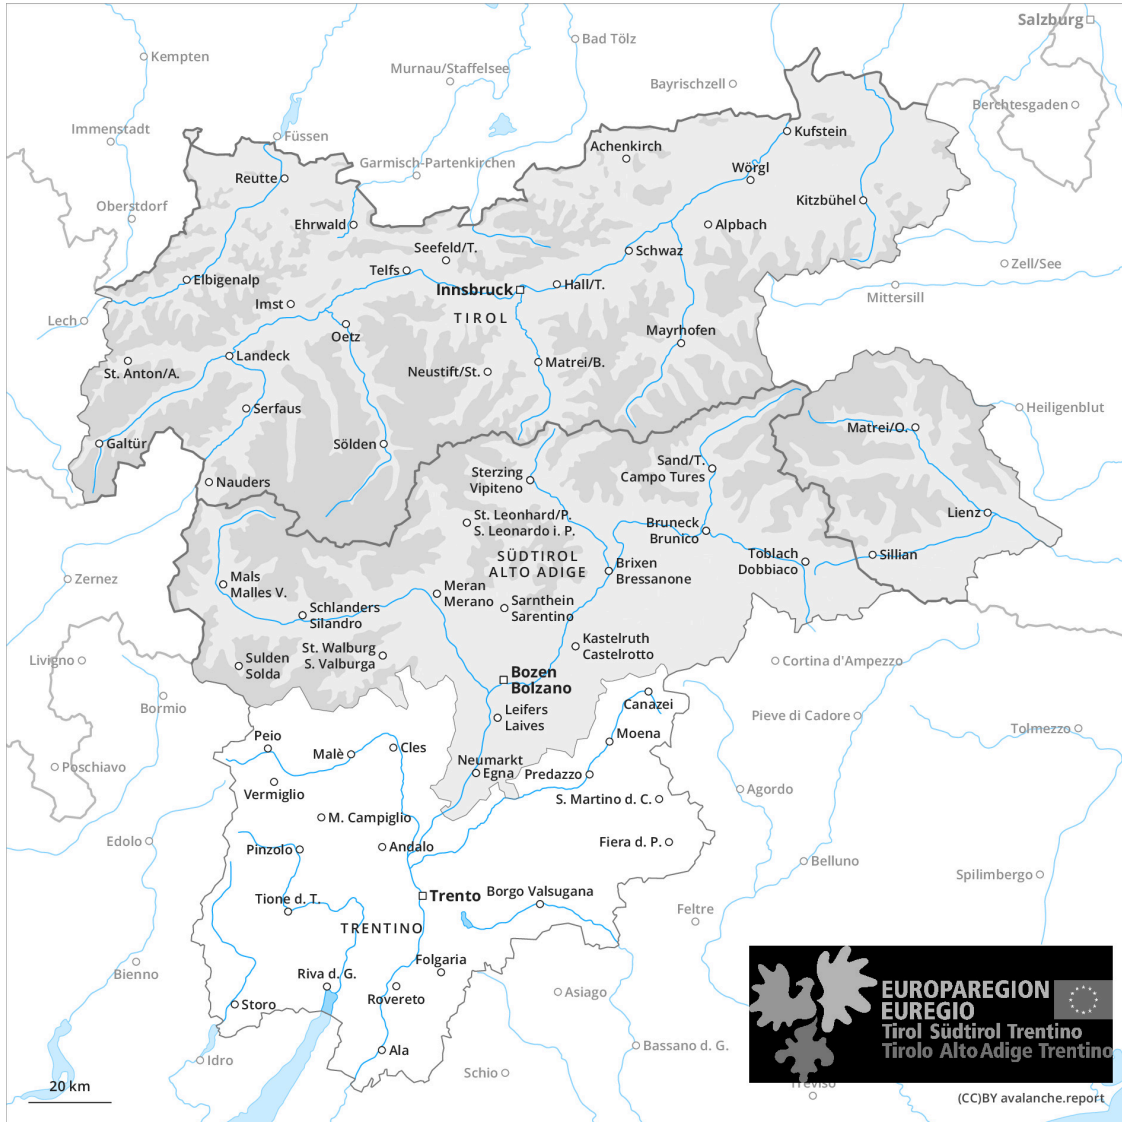 Salzburg
Bad Tölz
Kempten
Murnau/Staffelsee
Bayrischzell
Berchtesgaden
Immenstadt
Füssen
Kufstein
Achenkirch
Garmisch-Partenkirchen
Wörgl
Reutte
Kitzbühel
Oberstdorf
Ehrwald
Alpbach
Seefeld/T.
Schwaz
Zell/See
Telfs
Elbigenalp
Innsbruck
Hall/T.
Mittersill
Imst
TIROL
Lech
Oetz
Mayrhofen
Landeck
St. Anton/A.
Neustift/St.
Matrei/B.
Serfaus
Heiligenblut
Matrei/O.
Galtür
Sölden
Sand/T.
Campo Tures
Sterzing
Vipiteno
Nauders
St. Leonhard/P.
S. Leonardo i. P.
Lienz
Bruneck
Brunico
SÜDTIROL
ALTO ADIGE
Toblach
Dobbiaco
Sillian
Brixen
Bressanone
Zernez
Mals
Malles V.
Meran
Merano
Sarnthein
Sarentino
Schlanders
Silandro
Kastelruth
Castelrotto
St. Walburg
S. Valburga
Livigno
Sulden
Solda
Cortina d'Ampezzo
Bozen
Bolzano
Bormio
Canazei
Leifers
Laives
Pieve di Cadore
Tolmezzo
Peio
Moena
Malè
Cles
Neumarkt
Egna
Predazzo
Poschiavo
Vermiglio
Agordo
S. Martino d. C.
M. Campiglio
Edolo
Pinzolo
Andalo
Fiera d. P.
Belluno
Spilimbergo
Trento
Borgo Valsugana
Tione d. T.
Feltre
TRENTINO
Folgaria
Bienno
Riva d. G.
Rovereto
Asiago
Storo
EUROPAREGION
EUREGIO
Tirol Südtirol Trentino
Tirolo Alto Adige Trentino
Ala
Bassano d. G.
Idro
Schio
Treviso
20 km
(CC)BY avalanche.report